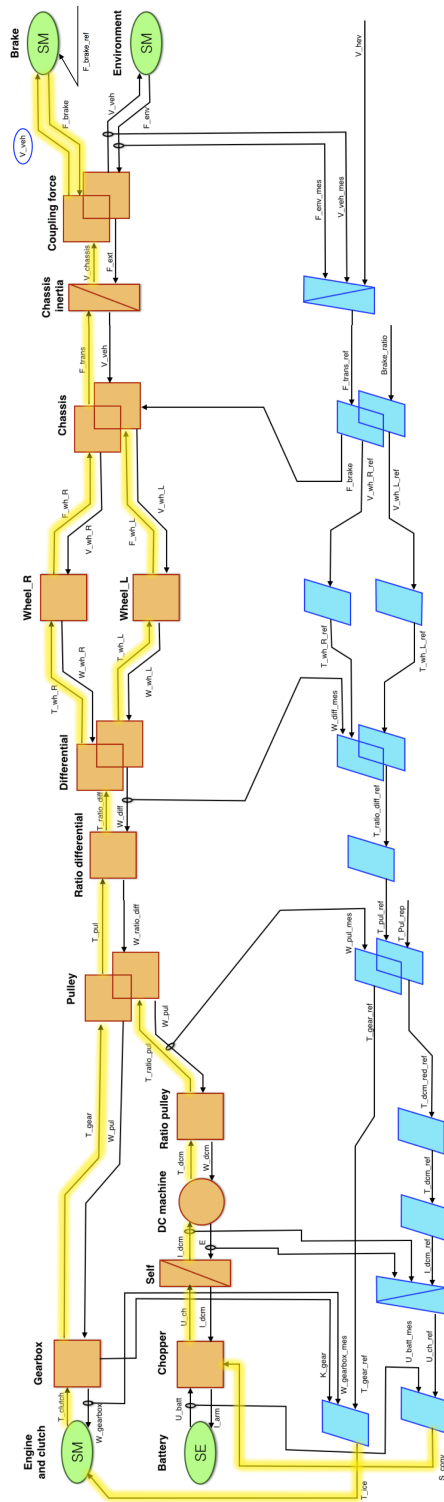 Engine
and clutch
SM
T_clutch
W_gearbox
Gearbox
T_gear
W_pul
Pulley
T_pul
W_ratio_diff
Ratio differential
T_ratio_diff
W_diff
Differential
T_wh_R
W_wh_R
Wheel_R
F_wh_R
V_wh_R
T_wh_L
W_wh_L
Wheel_L
F_wh_L
V_wh_L
Chassis
F_trans
V_veh
Chassis
inertia
V_chassis
F_ext
Coupling force
V_veh
F_brake
Brake
SM
F_brake_ref
V_veh
F_env
Environment
SM
Battery
SE
U_batt
I_arm
Chopper
U_ch
I_dcm
Self
I_dcm
E
DC machine
T_dcm
W_dcm
Ratio pulley
T_ratio_pul
W_pul
K_gear
W_gearbox_mes
T_gear_ref
T_ice
S_conv
U_batt_mes
U_ch_ref
I_dcm_ref
T_dcm_ref
T_dcm_red_ref
T_gear_ref
W_pul_mes
T_pul_ref
T_Pul_rep
T_ratio_diff_ref
W_diff_mes
T_wh_R_ref
T_wh_L_ref
F_brake
V_wh_R_ref
V_wh_L_ref
F_trans_ref
Brake_ratio
F_env_mes
V_veh_mes
V_hev